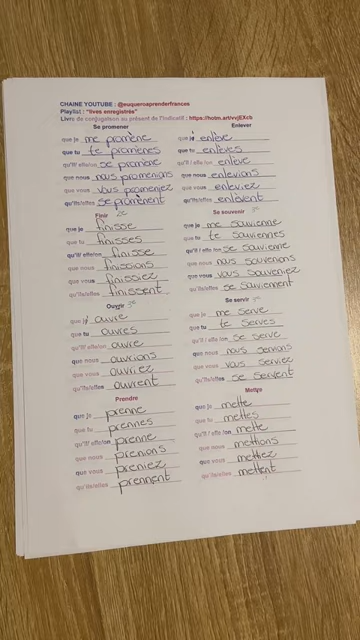 CHAINE YOUTUBE : @euqueroaprenderfrances
Playlist : "lives enregistrés"
Livre de conjugaison au présent de l'indicatif : https://hotm.art/vvjEXcb
Se promener
que je me promène
que tu te promènes
qu'il/ elle/on se promène
que nous nous promenions
que vous vous promeniez
qu'ils/elles se promènent
Finir
que je finisse
que tu finisses
qu'il/ elle/on finisse
que nous finissions
que vous finissiez
qu'ils/elles finissent
Ouvrir
que j' ouvre
que tu ouvres
qu'il/ elle/on ouvre
que nous ouvrions
que vous ouvriez
qu'ils/elles ouvrent
Prendre
que je prenne
que tu prennes
qu'il/ elle/on prenne
que nous prenions
que vous preniez
qu'ils/elles prennent
Enlever
que j' enlève
que tu enlèves
qu'il / elle /on enlève
que nous enlevions
que vous enleviez
qu'ils/elles enlèvent
Se souvenir
que je me souvienne
que tu te souviennes
qu'il / elle /on se souvienne
que nous nous souvenions
que vous vous souveniez
qu'ils/elles se souviennent
Se servir
que je me serve
que tu te serves
qu'il / elle /on se serve
que nous nous servions
que vous vous serviez
qu'ils/elles se servent
Mettre
que je mette
que tu mettes
qu'il / elle /on mette
que nous mettions
que vous mettiez
qu'ils/elles mettent